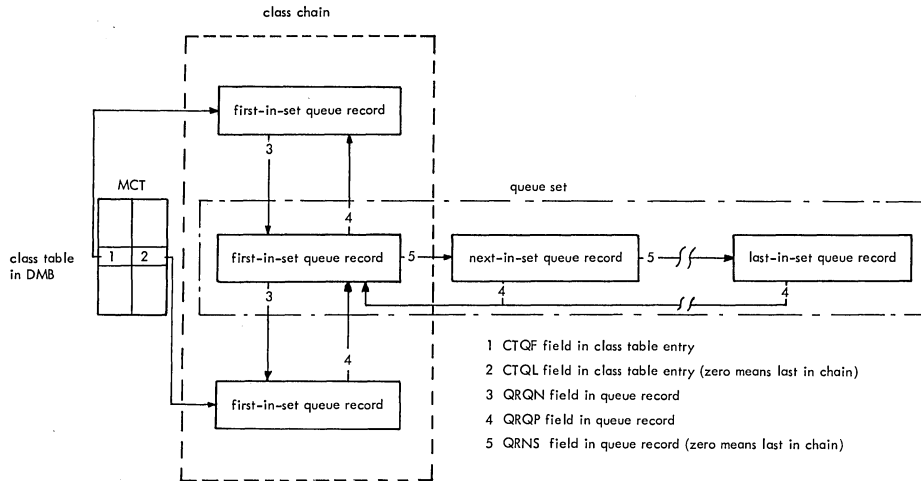 class chain
first-in-set queue record
3
4
MCT
queue set
class table
in DMB
1 2
first-in-set queue record
5
next-in-set queue record
5
last-in-set queue record
3
4
4
4
1 CTQF field in class table entry
2 CTQL field in class table entry (zero means last in chain)
3 QRQN field in queue record
4 QRQP field in queue record
5 QRNS field in queue record (zero means last in chain)
first-in-set queue record